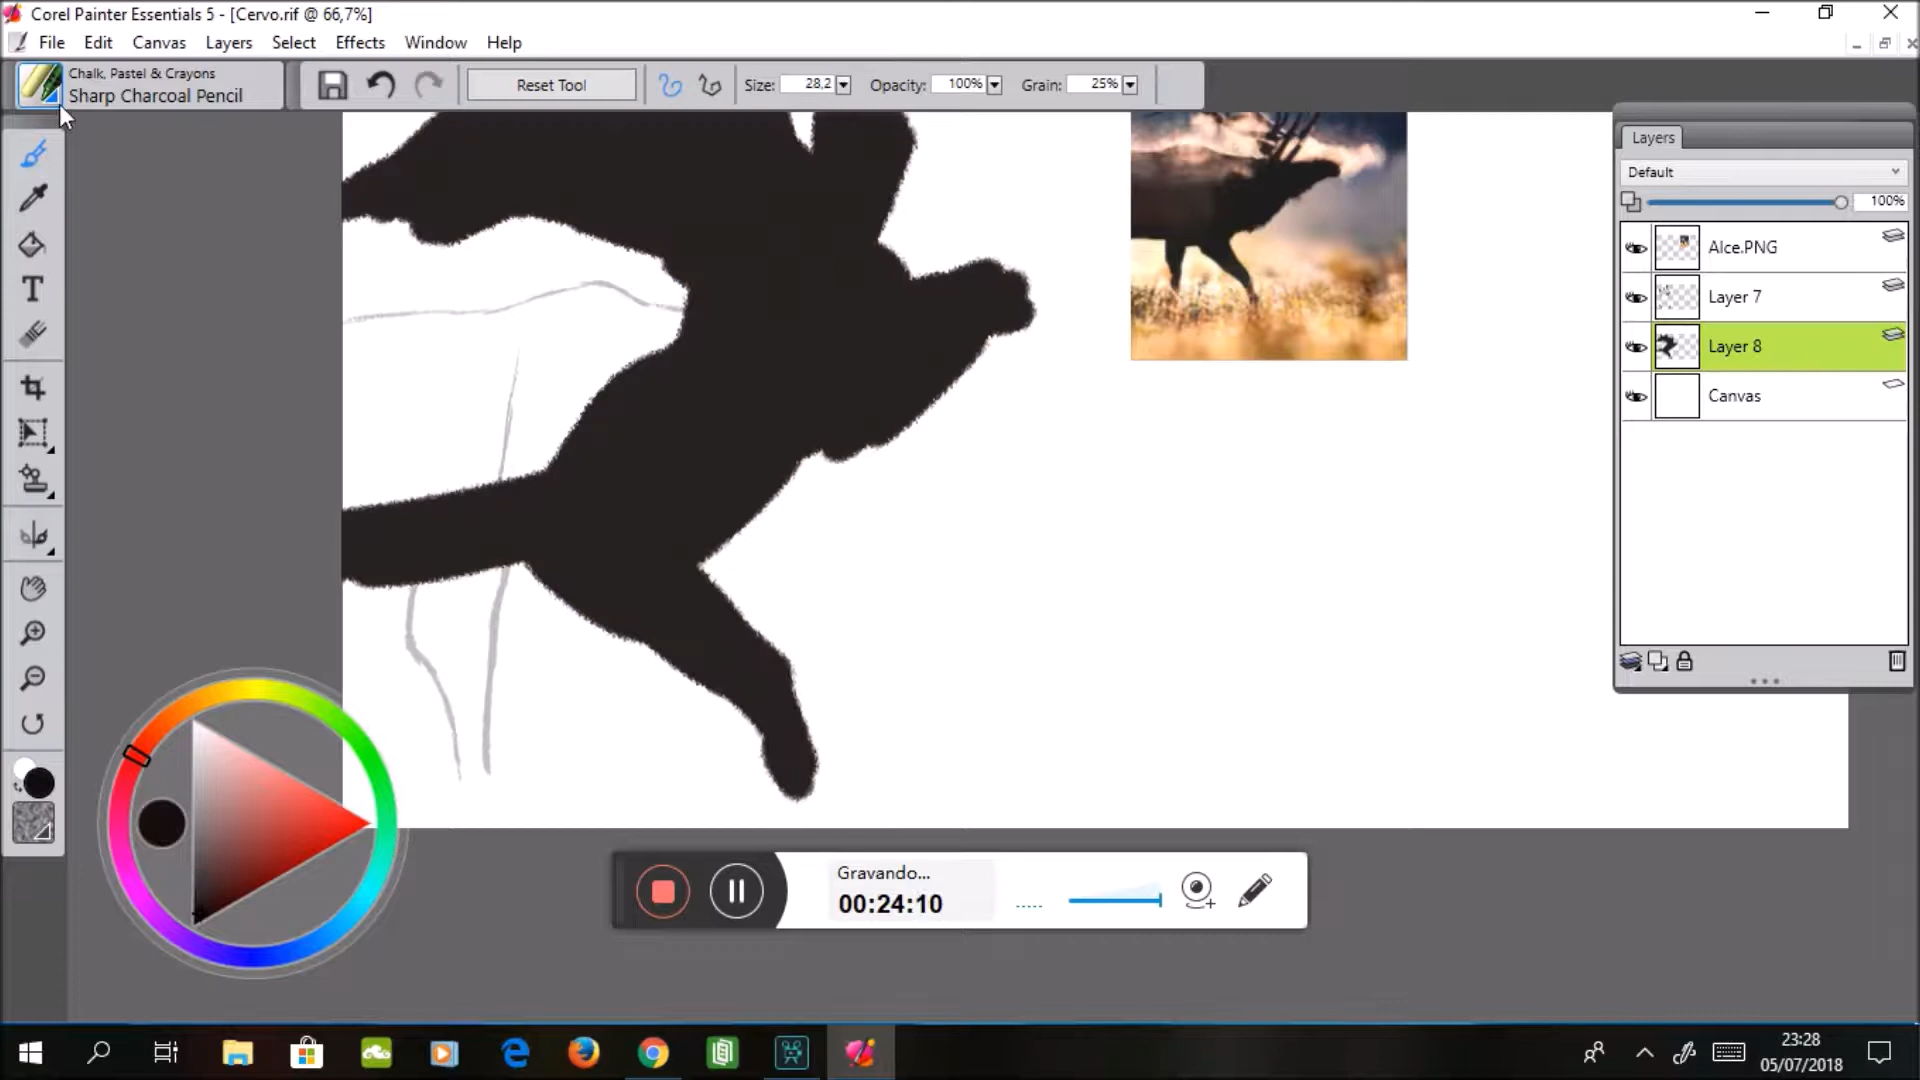 Corel Painter Essentials 5 - [Cervo.rif @ 66,7%]
File Edit Canvas Layers Select Effects Window Help
Chalk, Pastel & Crayons
Sharp Charcoal Pencil
Reset Tool
Size: 28,2
Opacity: 100%
Grain: 25%
Layers
Default
100%
Alce.PNG
Layer 7
Layer 8
Canvas
Gravando...
00:24:10
23:28
05/07/2018